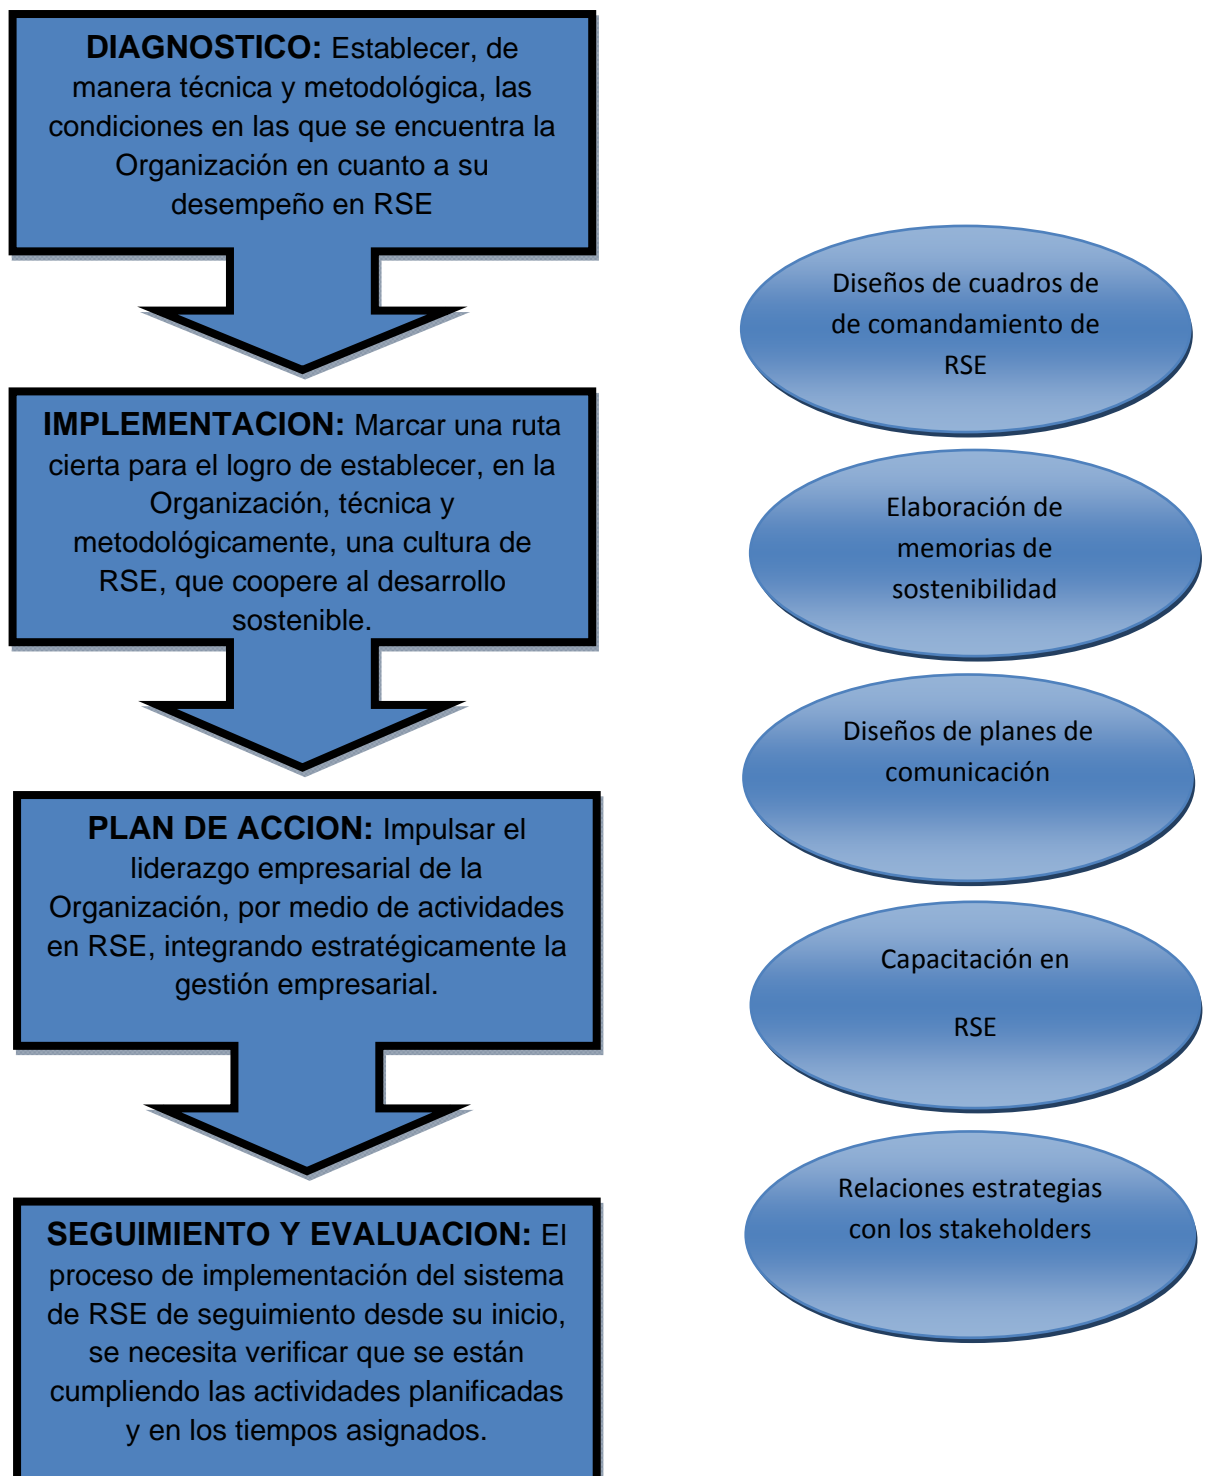 DIAGNOSTICO: Establecer, de
manera técnica y metodológica, las
condiciones en las que se encuentra la
Organización en cuanto a su
desempeño en RSE
IMPLEMENTACION: Marcar una ruta
cierta para el logro de establecer, en la
Organización, técnica y
metodológicamente, una cultura de
RSE, que coopere al desarrollo
sostenible.
PLAN DE ACCION: Impulsar el
liderazgo empresarial de la
Organización, por medio de actividades
en RSE, integrando estratégicamente la
gestión empresarial.
SEGUIMIENTO Y EVALUACION: El
proceso de implementación del sistema
de RSE de seguimiento desde su inicio,
se necesita verificar que se están
cumpliendo las actividades planificadas
y en los tiempos asignados.
Diseños de cuadros de
de comandamiento de
RSE
Elaboración de
memorias de
sostenibilidad
Diseños de planes de
comunicación
Capacitación en
RSE
Relaciones estrategias
con los stakeholders